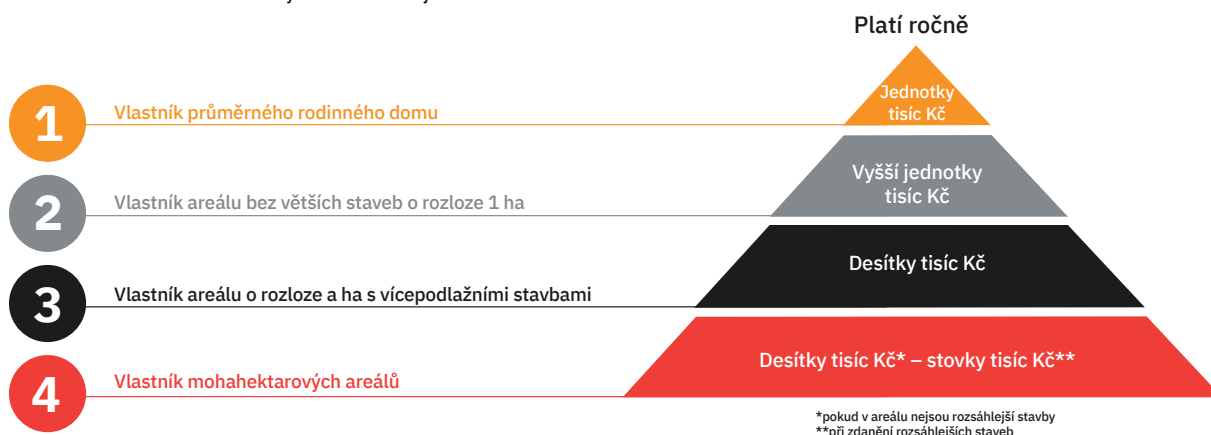 Platí ročně
1
Vlastník průměrného rodinného domu
Jednotky
tisíc Kč
2
Vlastník areálu bez větších staveb o rozloze 1 ha
Vyšší jednotky
tisíc Kč
3
Vlastník areálu o rozloze a ha s vícepodlažními stavbami
Desítky tisíc Kč
4
Vlastník mohahektarových areálů
Desítky tisíc Kč* – stovky tisíc Kč**
*pokud v areálu nejsou rozsáhlejší stavby
**při zdanění rozsáhlejších staveb